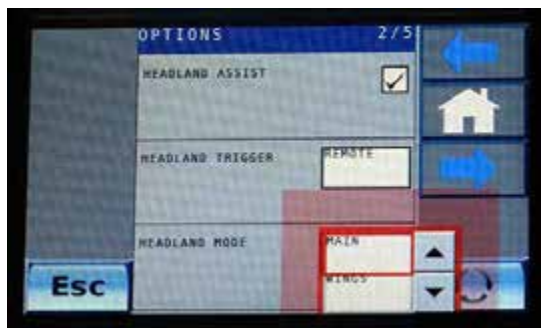 OPTIONS 2/5
HEADLAND ASSIST
HEADLAND TRIGGER REMOTE
HEADLAND MODE MAIN
WINGS
Esc